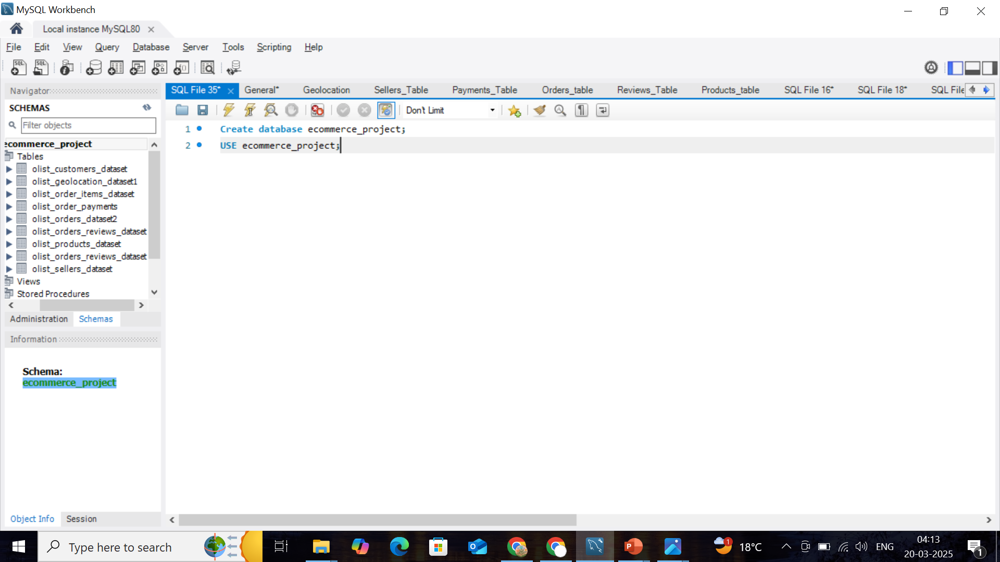 MySQL Workbench
Local instance MySQL80
File Edit View Query Database Server Tools Scripting Help
SQL SQL
Navigator
SCHEMAS
Filter objects
ecommerce_project
Tables
olist_customers_dataset
olist_geolocation_dataset1
olist_order_items_dataset
olist_order_payments
olist_orders_dataset2
olist_orders_reviews_dataset
olist_products_dataset
olist_orders_reviews_dataset
olist_sellers_dataset
Views
Stored Procedures
Administration Schemas
Information
Schema:
ecommerce_project
Object Info Session
SQL File 35* General* Geolocation Sellers_Table Payments_Table Orders_table Reviews_Table Products_table SQL File 16* SQL File 18* SQL File
Don't Limit
1 Create database ecommerce_project;
2 USE ecommerce_project;
Type here to search
1 18°C ENG 04:13
20-03-2025
1